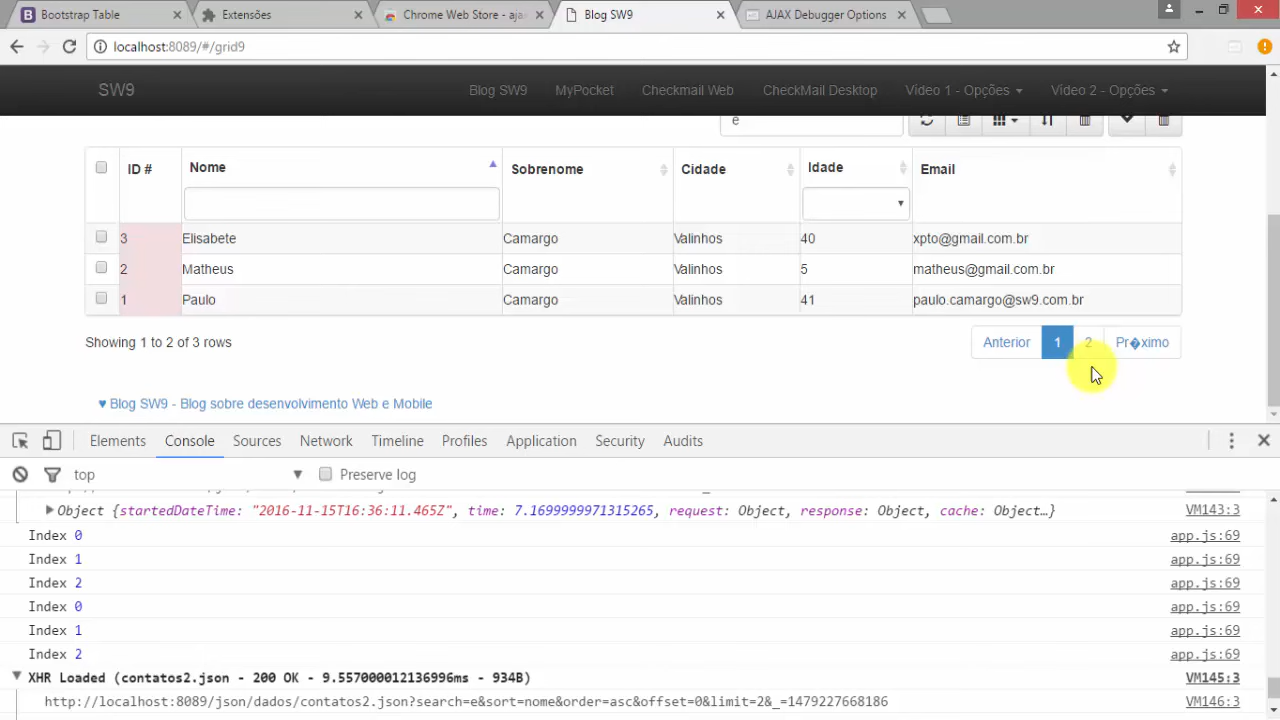 Bootstrap Table
Extensões
Chrome Web Store - aja
Blog SW9
AJAX Debugger Options
localhost:8089/#/grid9
SW9 Blog SW9 MyPocket Checkmail Web CheckMail Desktop Video 1 - Opções Video 2 - Opções
e
ID # Nome Sobrenome Cidade Idade Email
3 Elisabete Camargo Valinhos 40 xpto@gmail.com.br
2 Matheus Camargo Valinhos 5 matheus@gmail.com.br
1 Paulo Camargo Valinhos 41 paulo.camargo@sw9.com.br
Showing 1 to 2 of 3 rows Anterior 1 2 Pr�ximo
♥ Blog SW9 - Blog sobre desenvolvimento Web e Mobile
Elements Console Sources Network Timeline Profiles Application Security Audits
top Preserve log
Object {startedDateTime: "2016-11-15T16:36:11.465Z", time: 7.1699999971315265, request: Object, response: Object, cache: Object…} VM143:3
Index 0 app.js:69
Index 1 app.js:69
Index 2 app.js:69
Index 0 app.js:69
Index 1 app.js:69
Index 2 app.js:69
XHR Loaded (contatos2.json - 200 OK - 9.557000012136996ms - 934B) VM145:3
http://localhost:8089/json/dados/contatos2.json?search=e&sort=nome&order=asc&offset=0&limit=2&_=1479227668186 VM146:3